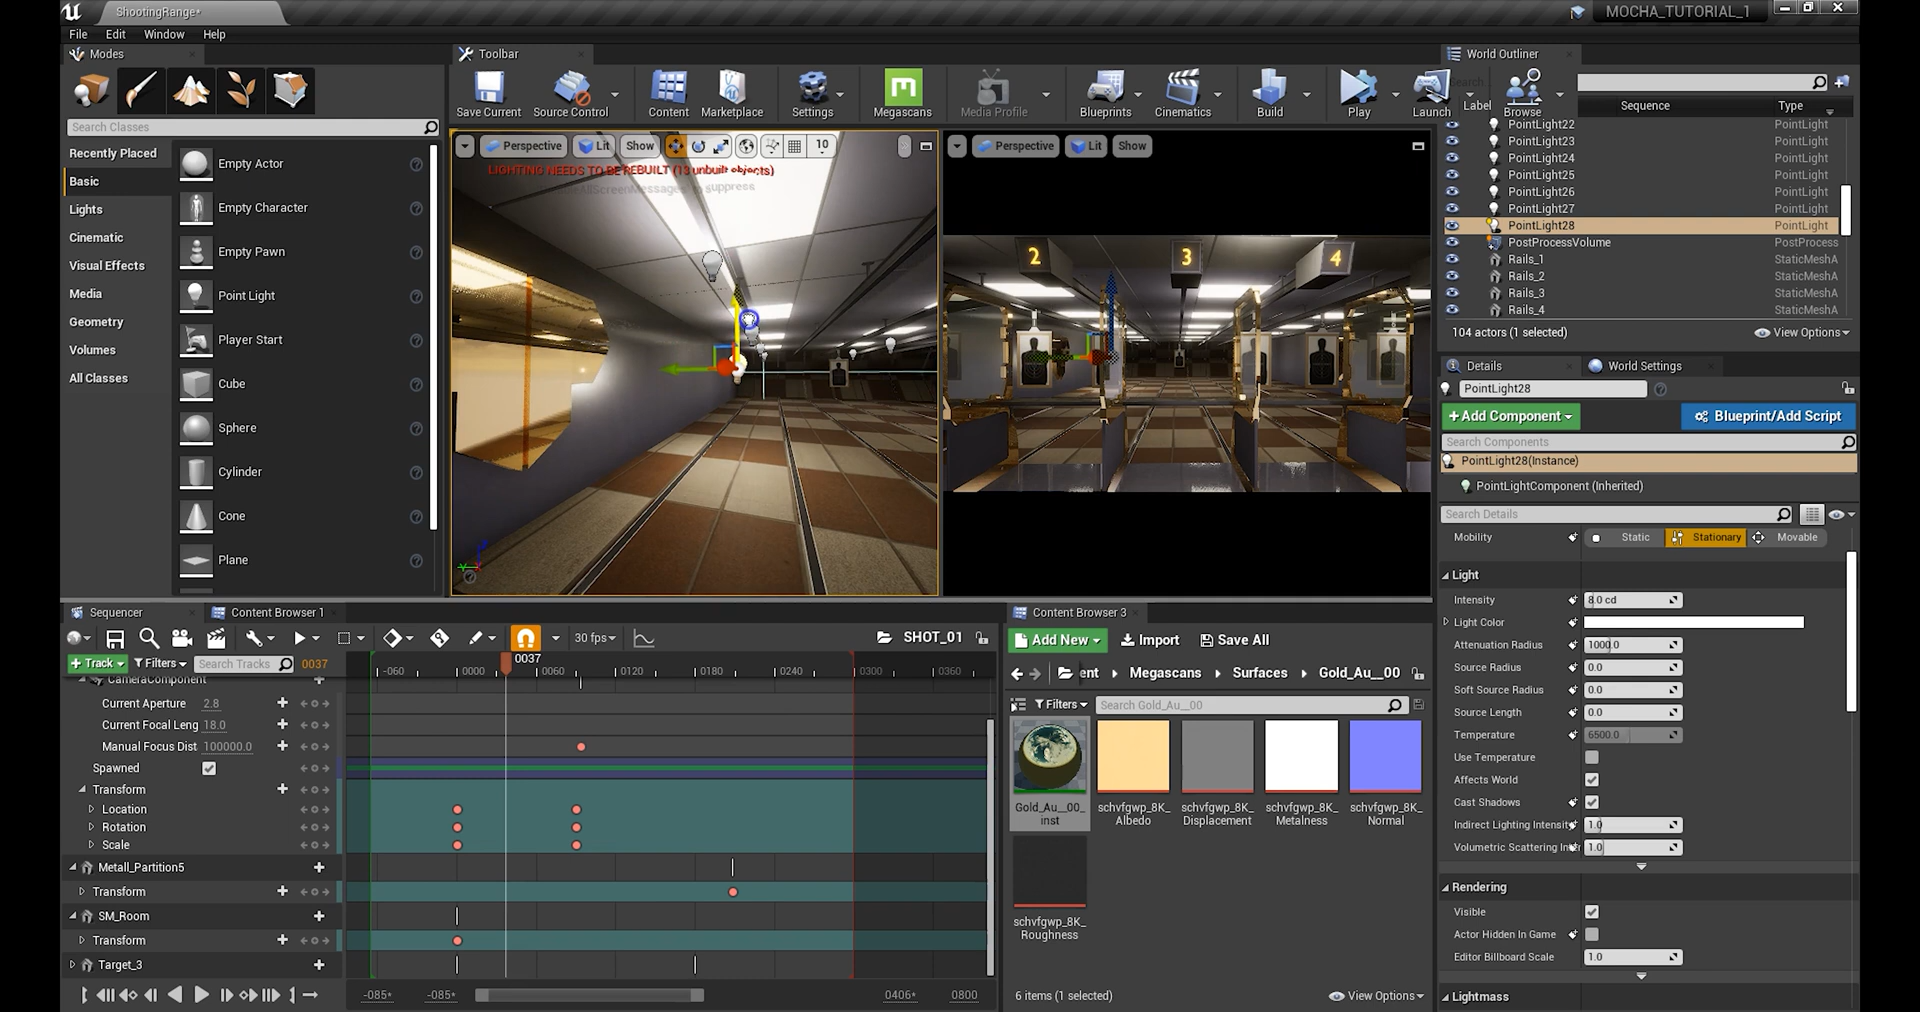 ShootingRange*
MOCHA_TUTORIAL_1
File Edit Window Help
Modes
Search Classes
Recently Placed
Basic
Lights
Cinematic
Visual Effects
Media
Geometry
Volumes
All Classes
Empty Actor
Empty Character
Empty Pawn
Point Light
Player Start
Cube
Sphere
Cylinder
Cone
Plane
Toolbar
Save Current
Source Control
Content
Marketplace
Settings
Megascans
Media Profile
Blueprints
Cinematics
Build
Play
Launch
Browse
Perspective Lit Show 10
LIGHTING NEEDS TO BE REBUILT (13 unbuilt objects)
AllScreenMessages' to suppress
Perspective Lit Show
2 3 4
World Outliner
Search
Label Sequence Type
PointLight22 PointLight
PointLight23 PointLight
PointLight24 PointLight
PointLight25 PointLight
PointLight26 PointLight
PointLight27 PointLight
PointLight28 PointLight
PostProcessVolume PostProcess
Rails_1 StaticMeshA
Rails_2 StaticMeshA
Rails_3 StaticMeshA
Rails_4 StaticMeshA
104 actors (1 selected) View Options
Details World Settings
PointLight28
+Add Component Blueprint/Add Script
Search Components
PointLight28(Instance)
PointLightComponent (Inherited)
Search Details
Mobility Static Stationary Movable
Light
Intensity 8.0 cd
Light Color
Attenuation Radius 1000.0
Source Radius 0.0
Soft Source Radius 0.0
Source Length 0.0
Temperature 6500.0
Use Temperature
Affects World
Cast Shadows
Indirect Lighting Intensity 1.0
Volumetric Scattering Inte 1.0
Rendering
Visible
Actor Hidden In Game
Editor Billboard Scale 1.0
Lightmass
Sequencer Content Browser 1
30 fps SHOT_01
+ Track Filters Search Tracks 0037
0037
-060 0000 0060 0120 0180 0240 0300 0360
CameraComponent
Current Aperture 2.8
Current Focal Leng 18.0
Manual Focus Dist 100000.0
Spawned
Transform
Location
Rotation
Scale
Metall_Partition5
Transform
SM_Room
Transform
Target_3
-085* -085* 0406* 0800
Content Browser 3
Add New Import Save All
ent Megascans Surfaces Gold_Au__00
Filters Search Gold_Au__00
Gold_Au__00_inst
schvfgwp_8K_Albedo
schvfgwp_8K_Displacement
schvfgwp_8K_Metalness
schvfgwp_8K_Normal
schvfgwp_8K_Roughness
6 items (1 selected) View Options